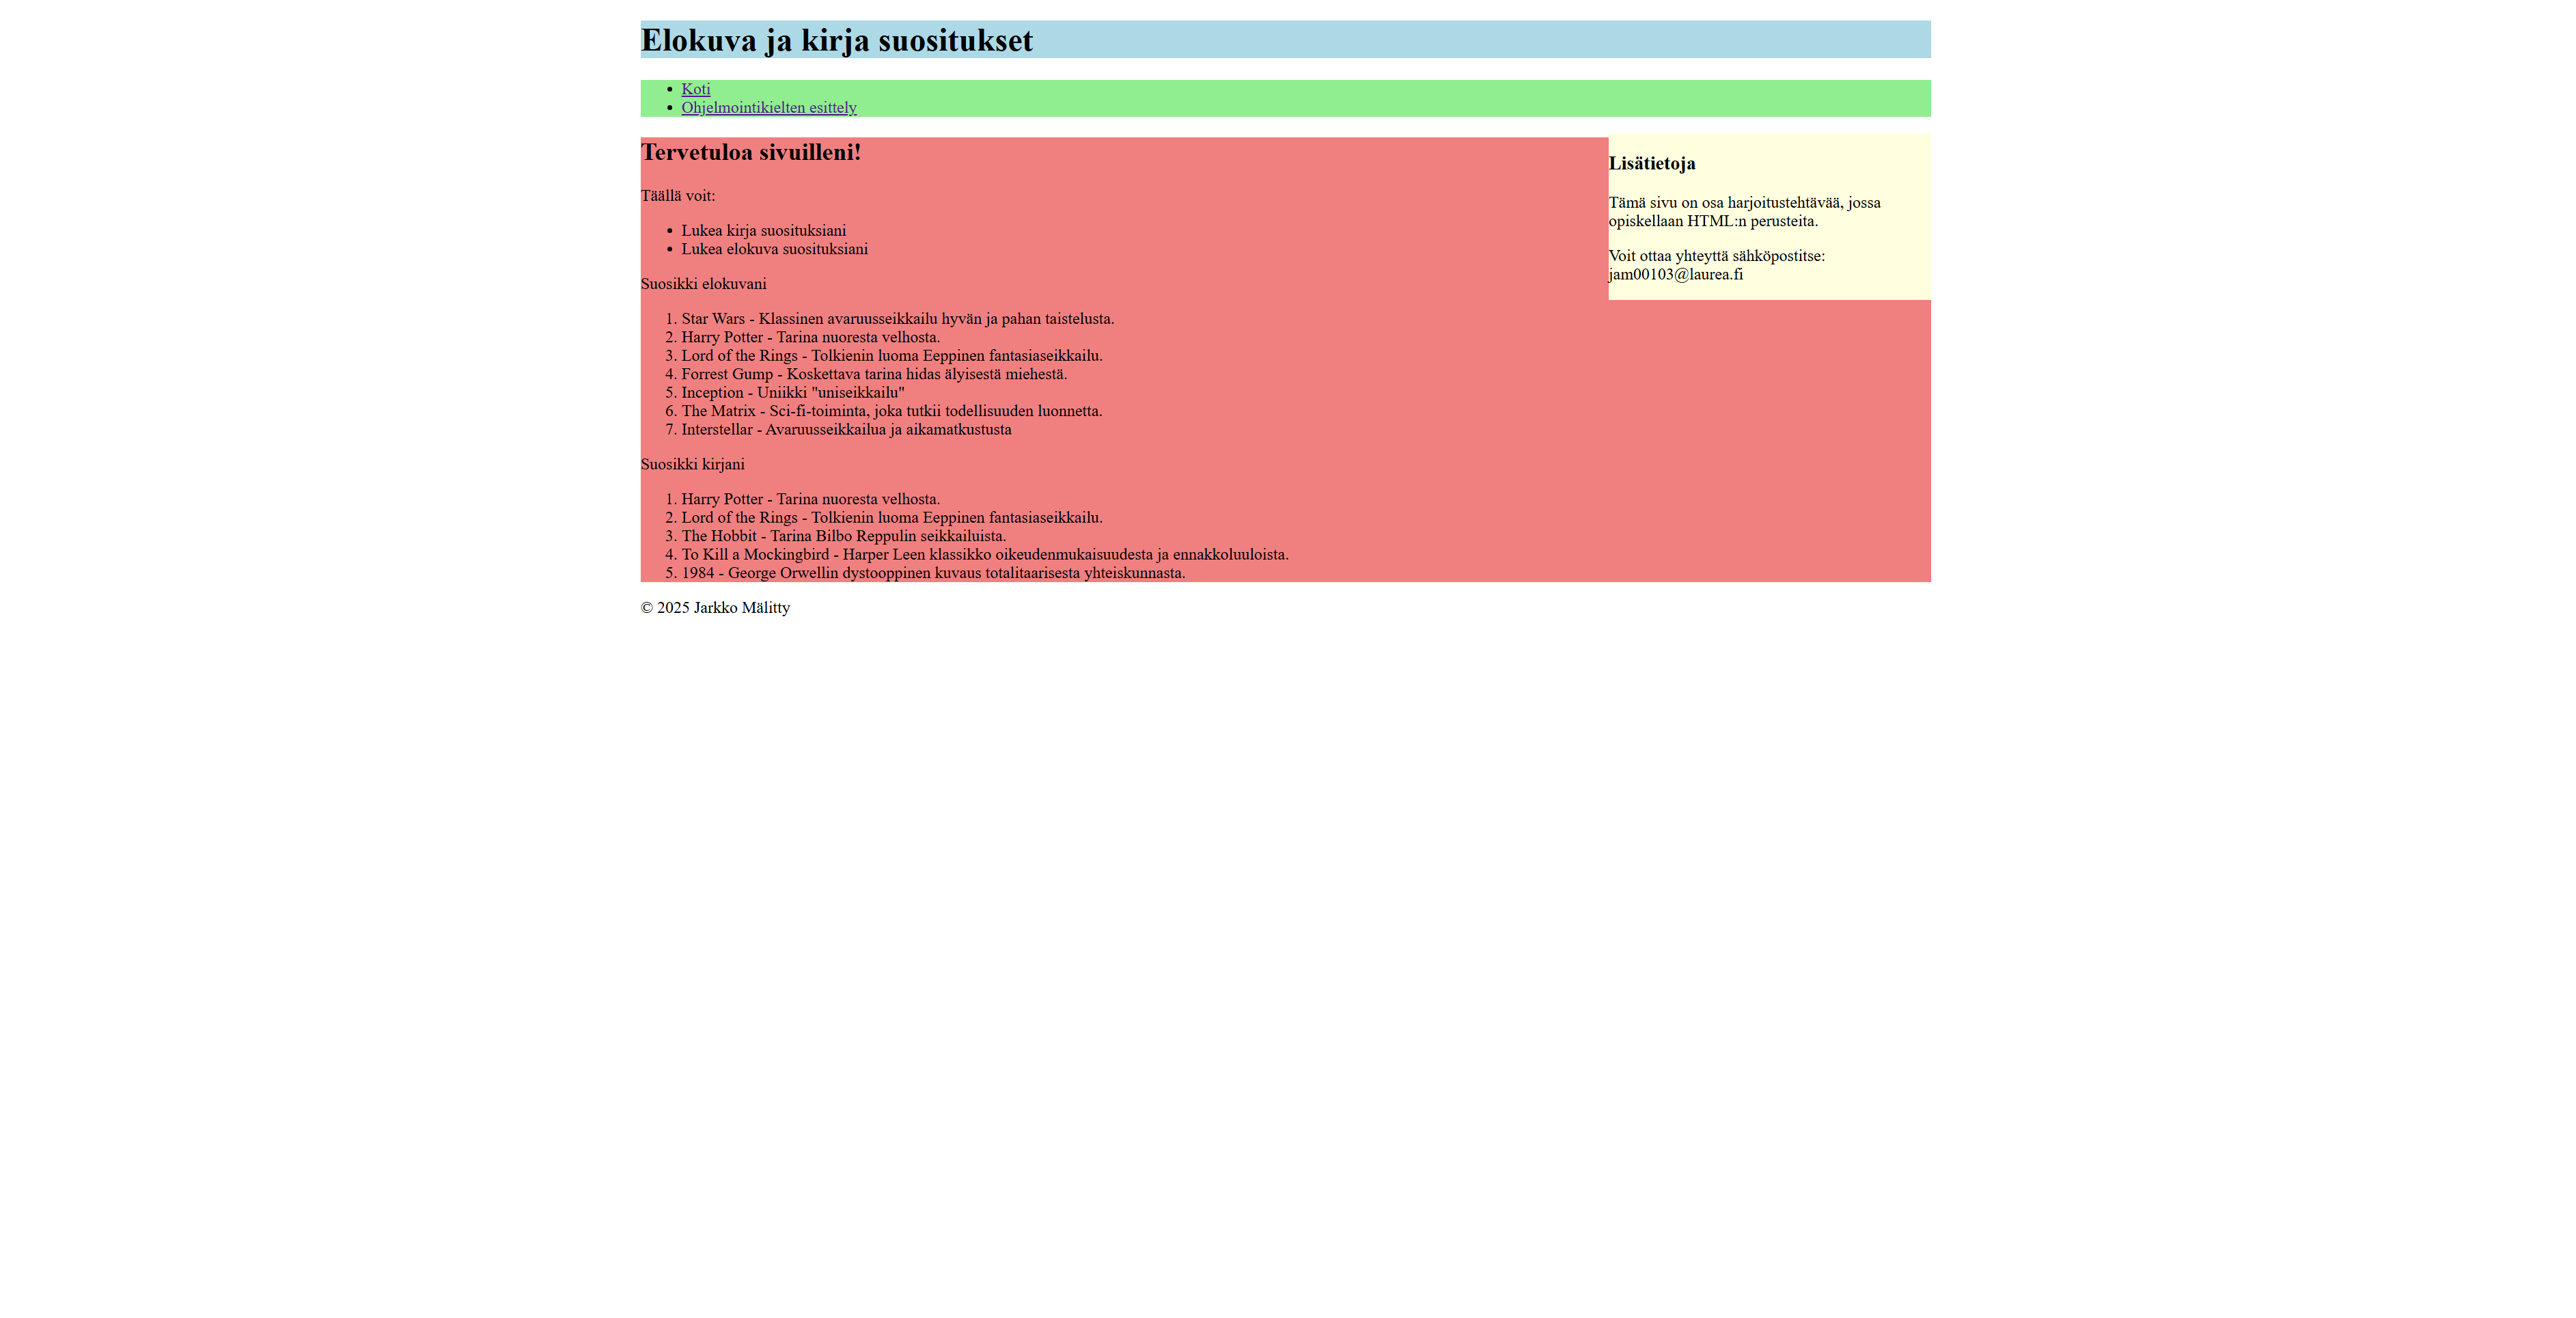 Elokuva ja kirja suositukset
Koti
Ohjelmointikielten esittely
Tervetuloa sivuilleni!
Täällä voit:
Lukea kirja suosituksiani
Lukea elokuva suosituksiani
Suosikki elokuvani
1. Star Wars - Klassinen avaruusseikkailu hyvän ja pahan taistelusta.
2. Harry Potter - Tarina nuoresta velhosta.
3. Lord of the Rings - Tolkienin luoma Eeppinen fantasiaseikkailu.
4. Forrest Gump - Koskettava tarina hidas älyisestä miehestä.
5. Inception - Uniikki "uniseikkailu"
6. The Matrix - Sci-fi-toiminta, joka tutkii todellisuuden luonnetta.
7. Interstellar - Avaruusseikkailua ja aikamatkustusta
Suosikki kirjani
1. Harry Potter - Tarina nuoresta velhosta.
2. Lord of the Rings - Tolkienin luoma Eeppinen fantasiaseikkailu.
3. The Hobbit - Tarina Bilbo Reppulin seikkailuista.
4. To Kill a Mockingbird - Harper Leen klassikko oikeudenmukaisuudesta ja ennakkoluuloista.
5. 1984 - George Orwellin dystooppinen kuvaus totalitaarisesta yhteiskunnasta.
Lisätietoja
Tämä sivu on osa harjoitustehtävää, jossa
opiskellaan HTML:n perusteita.
Voit ottaa yhteyttä sähköpostitse:
jam00103@laurea.fi
© 2025 Jarkko Mälitty